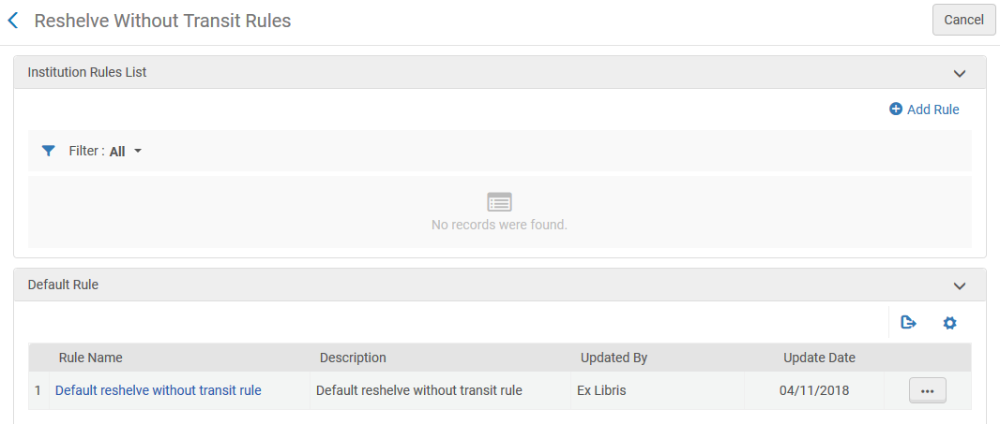 Reshelve Without Transit Rules
Cancel
Institution Rules List
Add Rule
Filter : All
No records were found.
Default Rule
Rule Name Description Updated By Update Date
1 Default reshelve without transit rule Default reshelve without transit rule Ex Libris 04/11/2018 ...